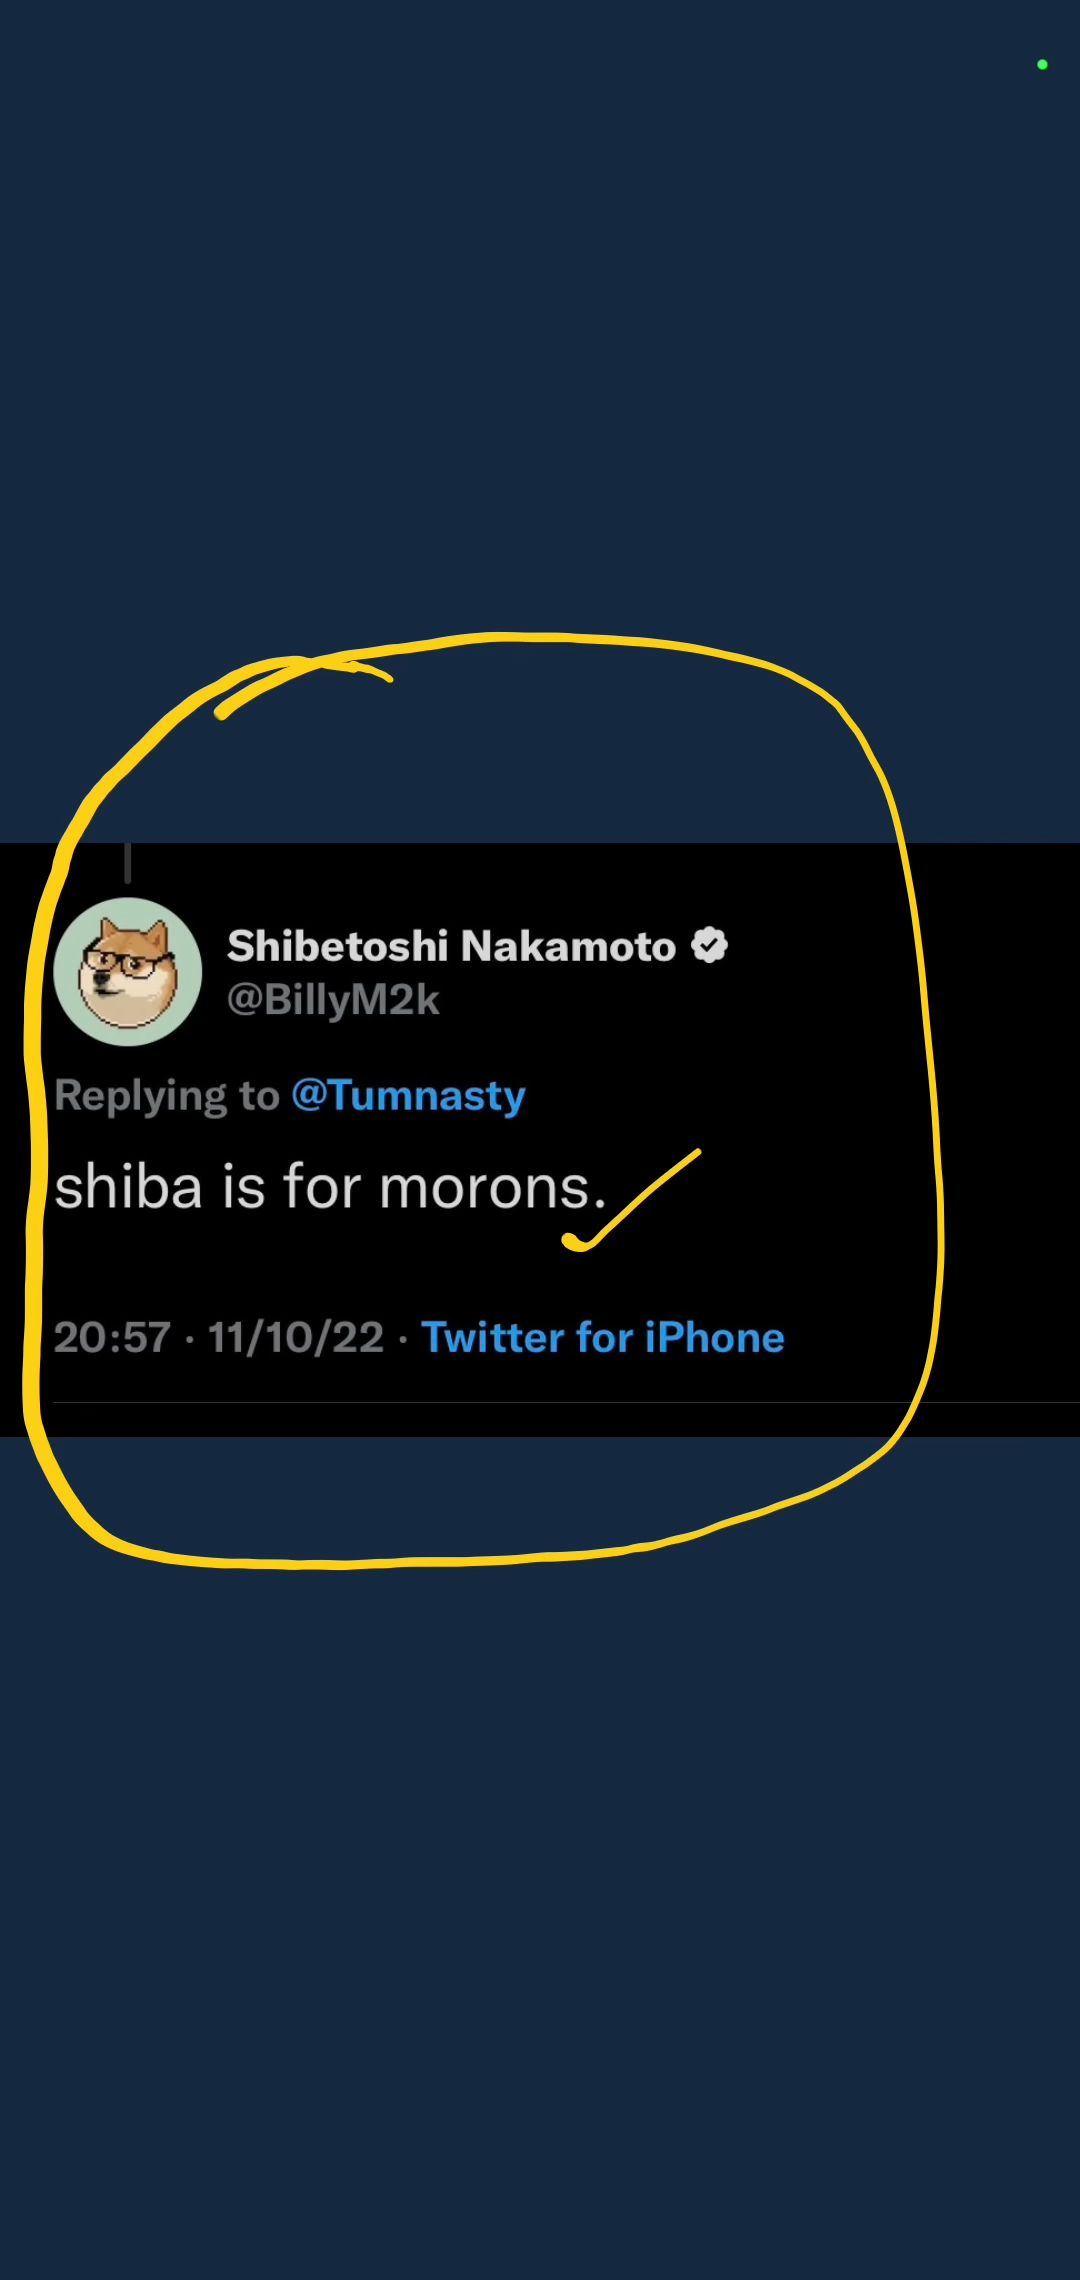 Shibetoshi Nakamoto
@BillyM2k
Replying to @Tumnasty
shiba is for morons.
20:57 · 11/10/22 · Twitter for iPhone